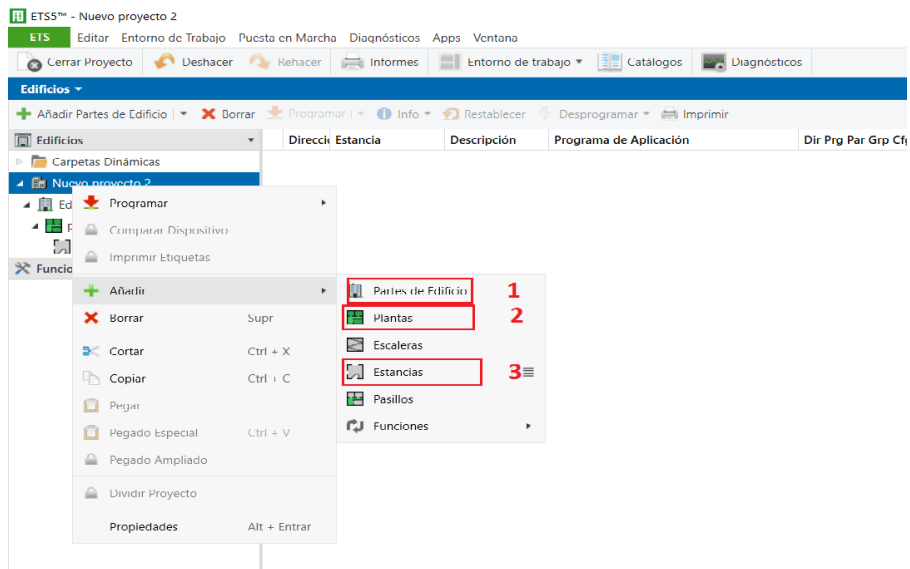 ETS5™ - Nuevo proyecto 2
ETS Editar Entorno de Trabajo Puesta en Marcha Diagnósticos Apps Ventana
Cerrar Proyecto Deshacer Rehacer Informes Entorno de trabajo Catálogos Diagnósticos
Edificios
Añadir Partes de Edificio Borrar Programar Info Restablecer Desprogramar Imprimir
Edificios Direcció Estancia Descripción Programa de Aplicación Dir Prg Par Grp Cfg
Carpetas Dinámicas
Nuevo proyecto 2
Ed Programar
Comparar Dispositivo
Imprimir Etiquetas
Funcio
Añadir Partes de Edificio 1
Borrar Supr Plantas 2
Escaleras
Cortar Ctrl + X
Copiar Ctrl + C Estancias 3
Pegar Pasillos
Pegado Especial Ctrl + V Funciones
Pegado Ampliado
Dividir Proyecto
Propiedades Alt + Entrar